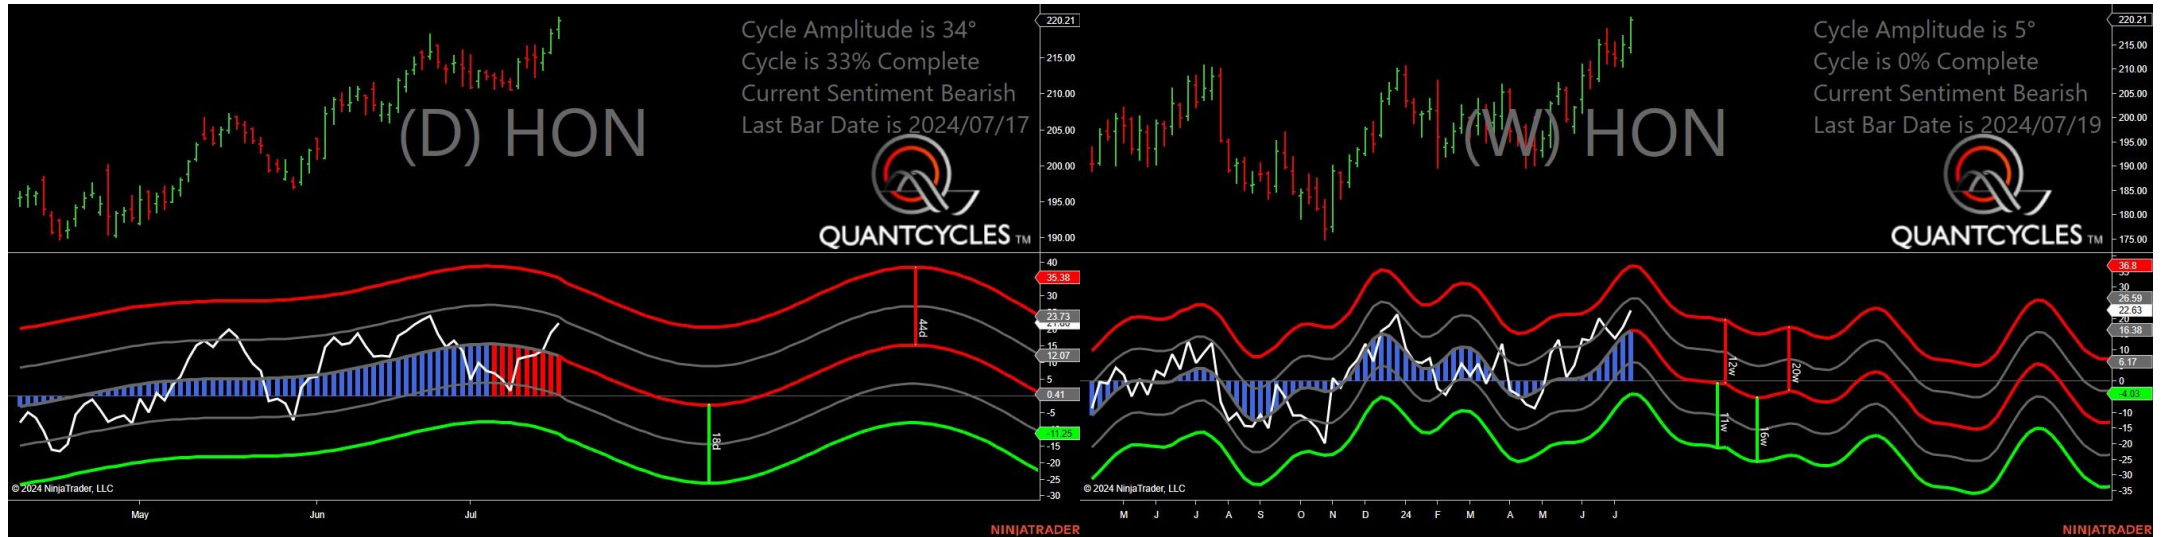 Cycle Amplitude is 34°
Cycle is 33% Complete
Current Sentiment Bearish
Last Bar Date is 2024/07/17
(D) HON
QUANTCYCLES TM
220.21
215.00
210.00
205.00
200.00
195.00
190.00
40
35.38
30
23.73
15
12.07
5
0.41
-5
-11.25
-15
-20
-25
-30
44d
18d
© 2024 NinjaTrader, LLC
May Jun Jul
NINJATRADER
Cycle Amplitude is 5°
Cycle is 0% Complete
Current Sentiment Bearish
Last Bar Date is 2024/07/19
(W) HON
QUANTCYCLES TM
220.21
215.00
210.00
205.00
200.00
195.00
190.00
185.00
180.00
175.00
36.8
30
26.59
22.63
20
16.38
10
6.17
0
-4.03
-10
-15
-20
-25
-30
-35
12w
20w
11w
16w
© 2024 NinjaTrader, LLC
M J J A S O N D 24 F M A M J J
NINJATRADER